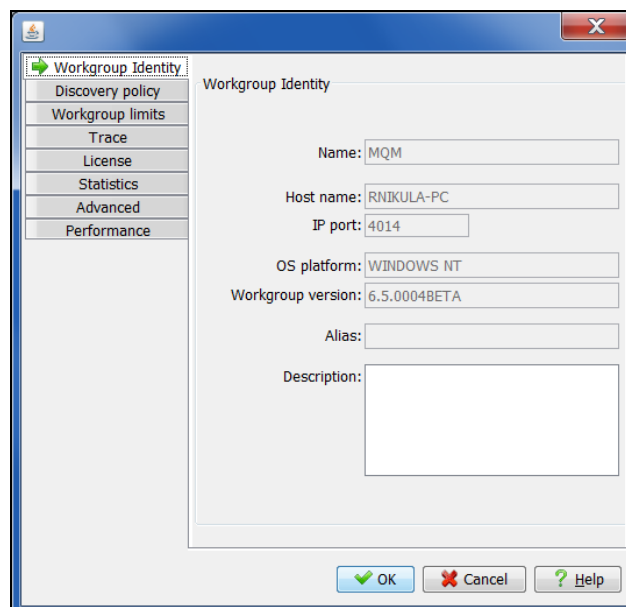 Workgroup Identity
Discovery policy
Workgroup limits
Trace
License
Statistics
Advanced
Performance
Workgroup Identity
Name: MQM
Host name: RNIKULA-PC
IP port: 4014
OS platform: WINDOWS NT
Workgroup version: 6.5.0004BETA
Alias:
Description:
OK Cancel ? Help